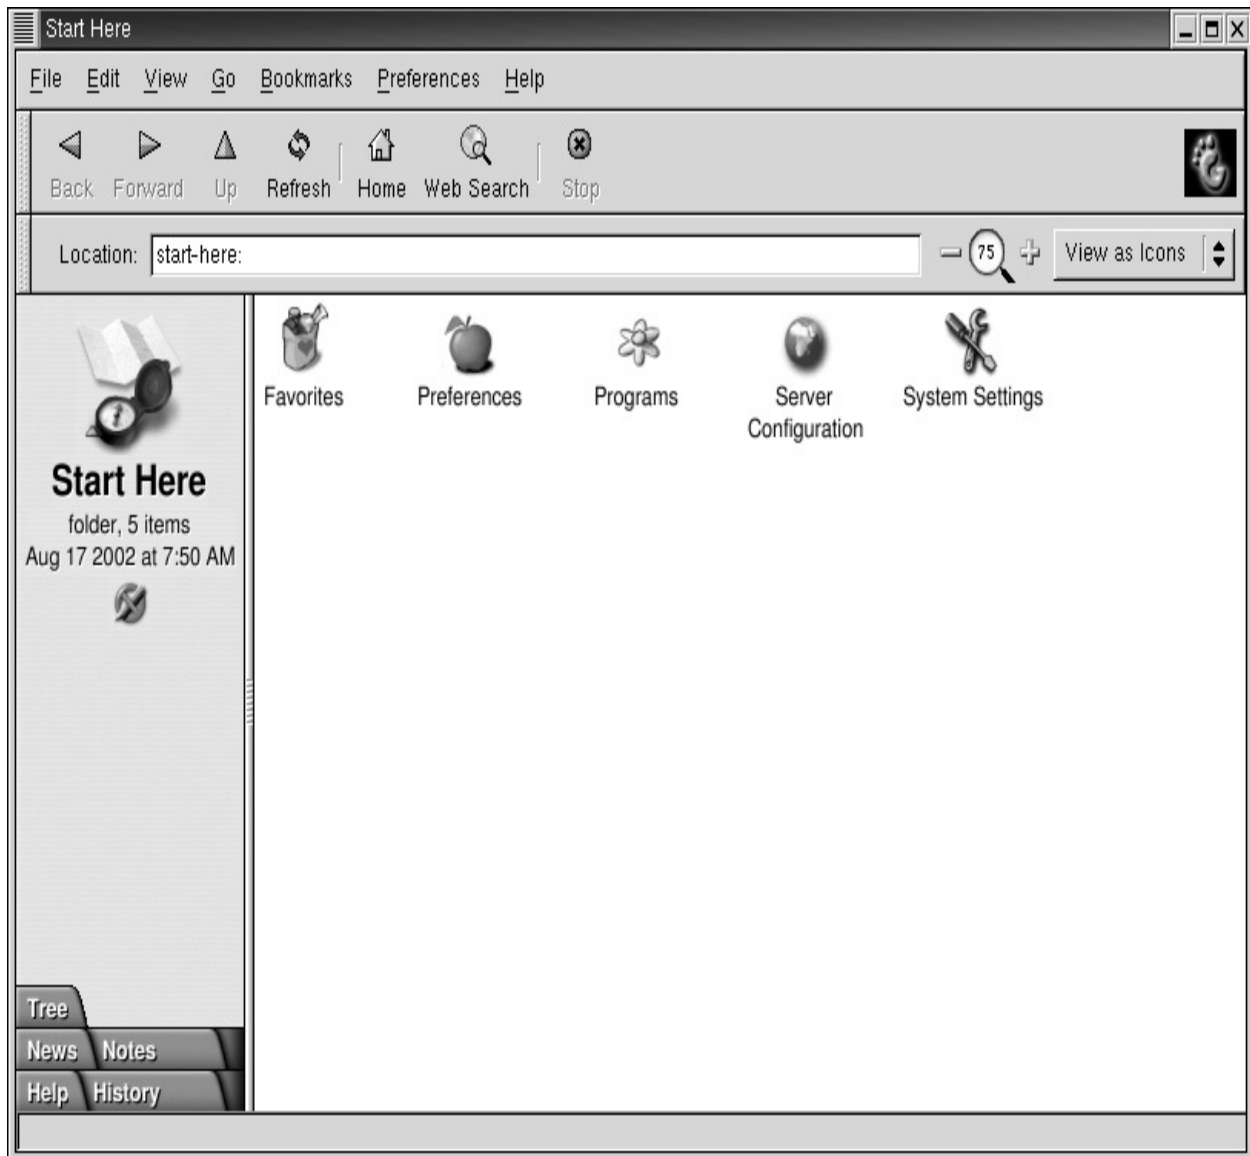 Start Here
File Edit View Go Bookmarks Preferences Help
Back Forward Up Refresh Home Web Search Stop
Location: start-here: 75 View as Icons
Favorites Preferences Programs Server Configuration System Settings
Start Here
folder, 5 items
Aug 17 2002 at 7:50 AM
Tree
News Notes
Help History